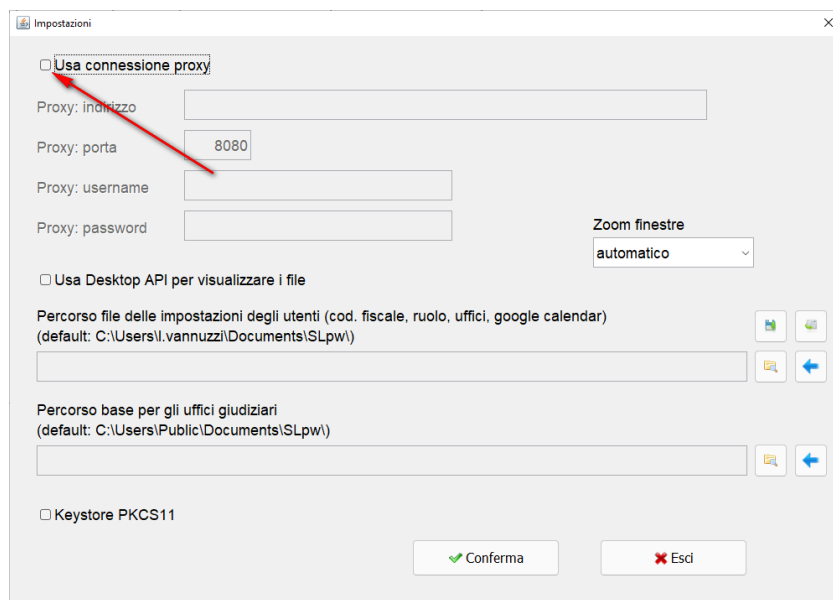 Impostazioni
Usa connessione proxy
Proxy: indirizzo
Proxy: porta
8080
Proxy: username
Proxy: password
Zoom finestre
automatico
Usa Desktop API per visualizzare i file
Percorso file delle impostazioni degli utenti (cod. fiscale, ruolo, uffici, google calendar)
(default: C:\Users\l.vannuzzi\Documents\SLpw\)
Percorso base per gli uffici giudiziari
(default: C:\Users\Public\Documents\SLpw\)
Keystore PKCS11
Conferma
Esci